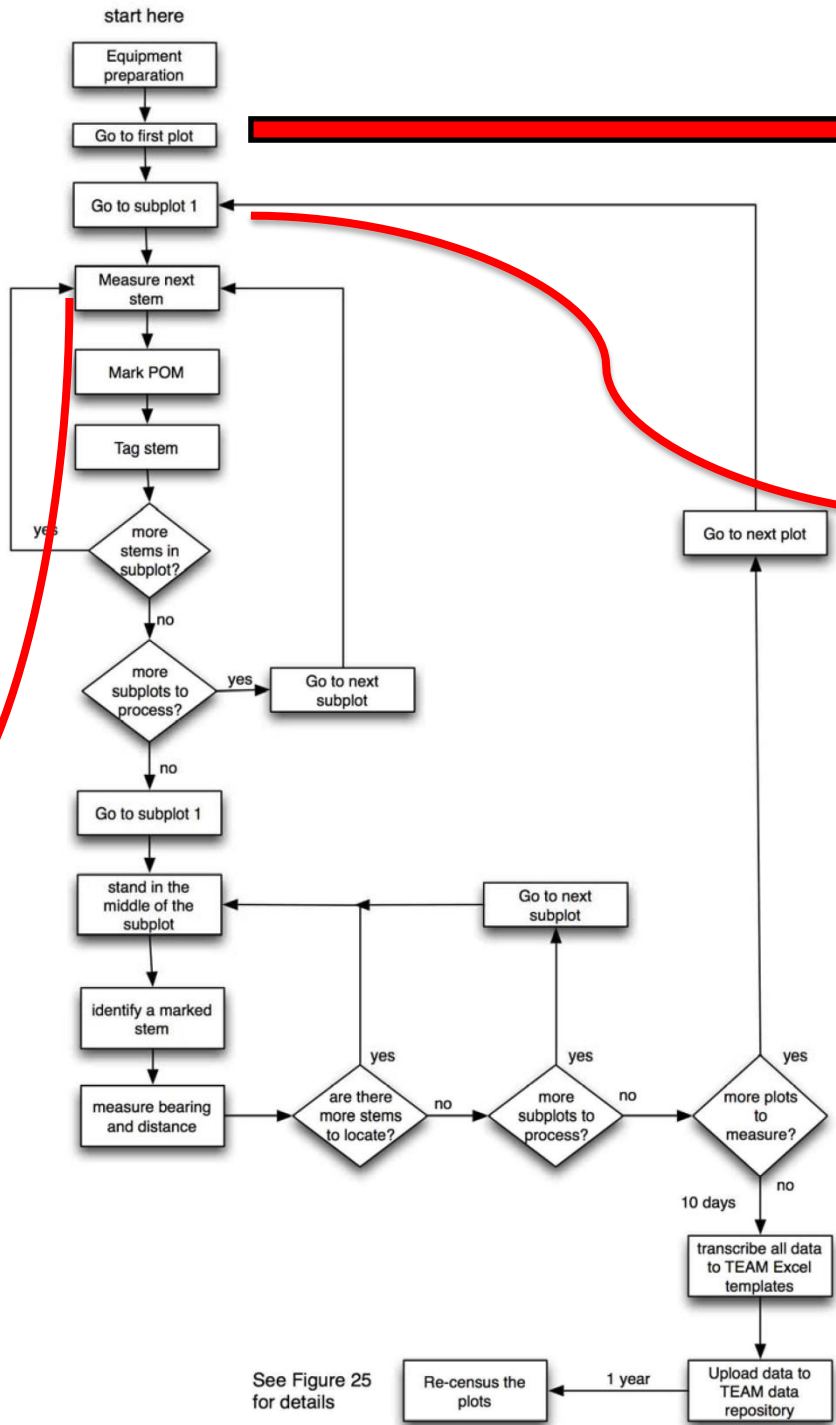 start here
Equipment
preparation
Go to first plot
Go to subplot 1
Measure next
stem
Mark POM
Tag stem
yes
more
stems in
subplot?
Go to next plot
no
more
subplots to
process?
yes
Go to next
subplot
no
Go to subplot 1
stand in the
middle of the
subplot
Go to next
subplot
identify a marked
stem
yes
yes
yes
measure bearing
and distance
are there
more stems
to locate?
no
more
subplots to
process?
no
more plots
to
measure?
no
10 days
transcribe all data
to TEAM Excel
templates
See Figure 25
for details
Re-census the
plots
1 year
Upload data to
TEAM data
repository